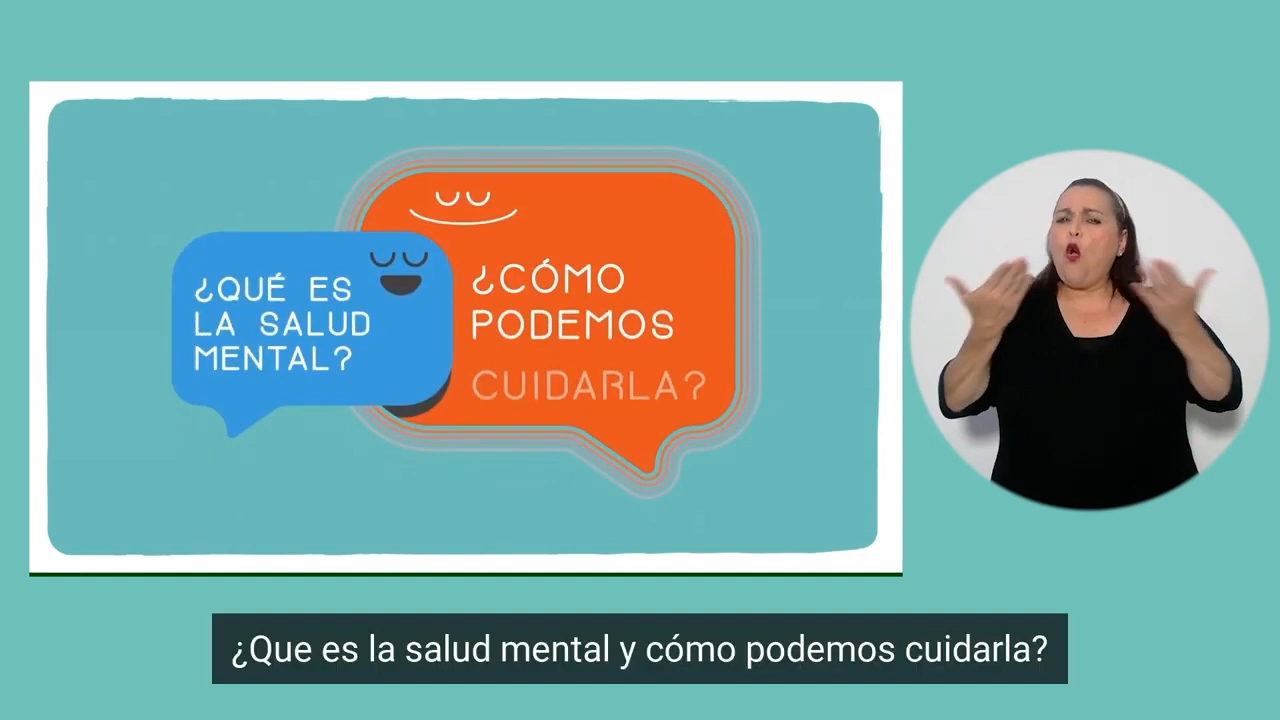 ¿QUÉ ES
LA SALUD
MENTAL?
¿CÓMO
PODEMOS
CUIDARLA?
¿Que es la salud mental y cómo podemos cuidarla?